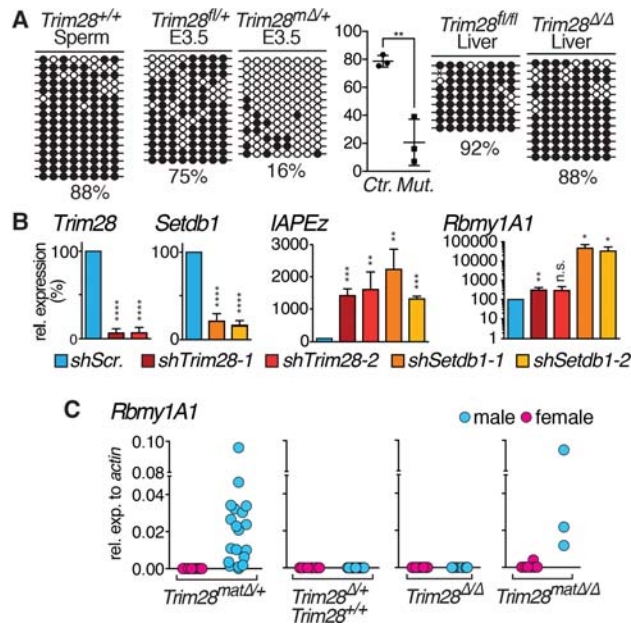 A
Trim28+/+
Sperm
88%
Trim28fl/+
E3.5
75%
Trim28mΔ/+
E3.5
16%
**
100
80
60
40
20
0
Ctr. Mut.
Trim28fl/fl
Liver
92%
Trim28Δ/Δ
Liver
88%
B
rel. expression
(%)
Trim28
100
50
0
**** ****
Setdb1
100
50
0
**** ****
IAPEz
3000
2000
1000
0
*** ** ** ***
Rbmy1A1
100000
10000
1000
100
10
1
** n.s. * *
shScr. shTrim28-1 shTrim28-2 shSetdb1-1 shSetdb1-2
C
Rbmy1A1
male female
rel. exp. to actin
0.10
0.04
0.02
0.00
Trim28matΔ/+
Trim28Δ/+
Trim28+/+
Trim28Δ/Δ
Trim28matΔ/Δ